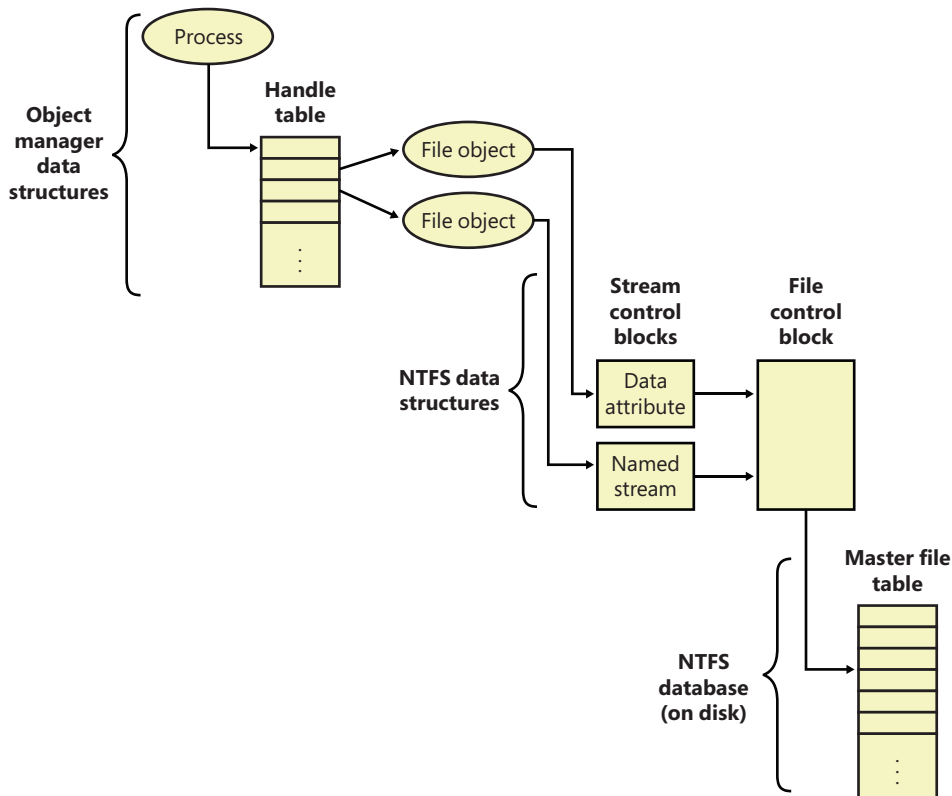 Process
Handle
table
Object
manager
data
structures
File object
File object
Stream
control
blocks
File
control
block
NTFS data
structures
Data
attribute
Named
stream
Master file
table
NTFS
database
(on disk)